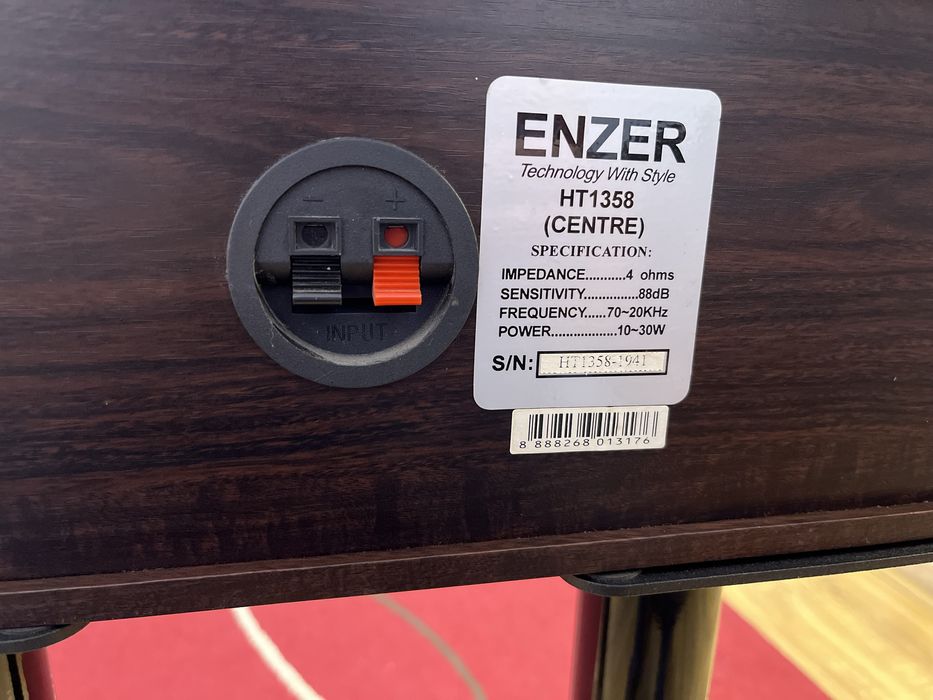 ENZER
Technology With Style
HT1358
(CENTRE)
SPECIFICATION:
IMPEDANCE...........4 ohms
SENSITIVITY...............88dB
FREQUENCY......70~20KHz
POWER..................10~30W
S/N: HT1358-1941
8 888268 013176
- +
INPUT